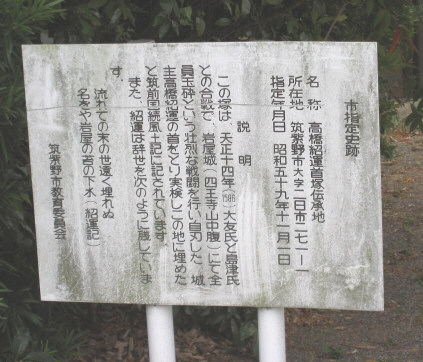 市指定史跡
名　称　高橋紹運首塚伝承地
所在地　筑紫野市大字二日市二七一ー一
指定年月日　昭和五十九年十一月一日
説　明
この塚は、天正十四年（1586）大友氏と島津氏
との合戦で、岩屋城（四王寺山中腹）にて全
員玉砕という壮烈な戦闘を行い自刃した、城
主高橋紹運の首をとり実検しこの地に埋めた
と筑前国続風土記に記されています。
また、紹運は辞世を次のように残していま
す。
流れての末の世遠く埋れぬ
名をや岩屋の苔の下水（紹運記）
筑紫野市教育委員会